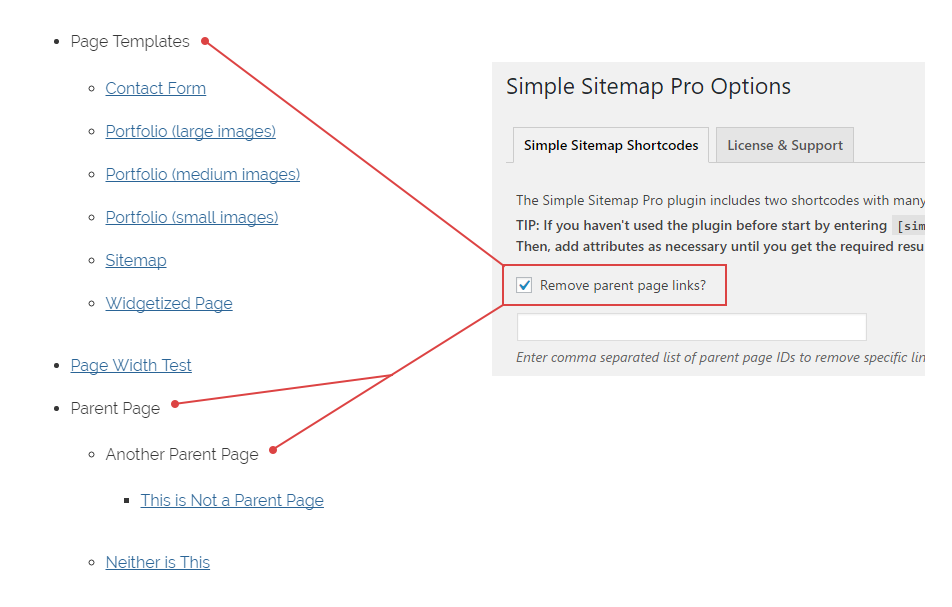 Page Templates
Contact Form
Portfolio (large images)
Portfolio (medium images)
Portfolio (small images)
Sitemap
Widgetized Page
Page Width Test
Parent Page
Another Parent Page
This is Not a Parent Page
Neither is This
Simple Sitemap Pro Options
Simple Sitemap Shortcodes
License & Support
The Simple Sitemap Pro plugin includes two shortcodes with many
TIP: If you haven't used the plugin before start by entering [sim
Then, add attributes as necessary until you get the required resu
Remove parent page links?
Enter comma separated list of parent page IDs to remove specific lin